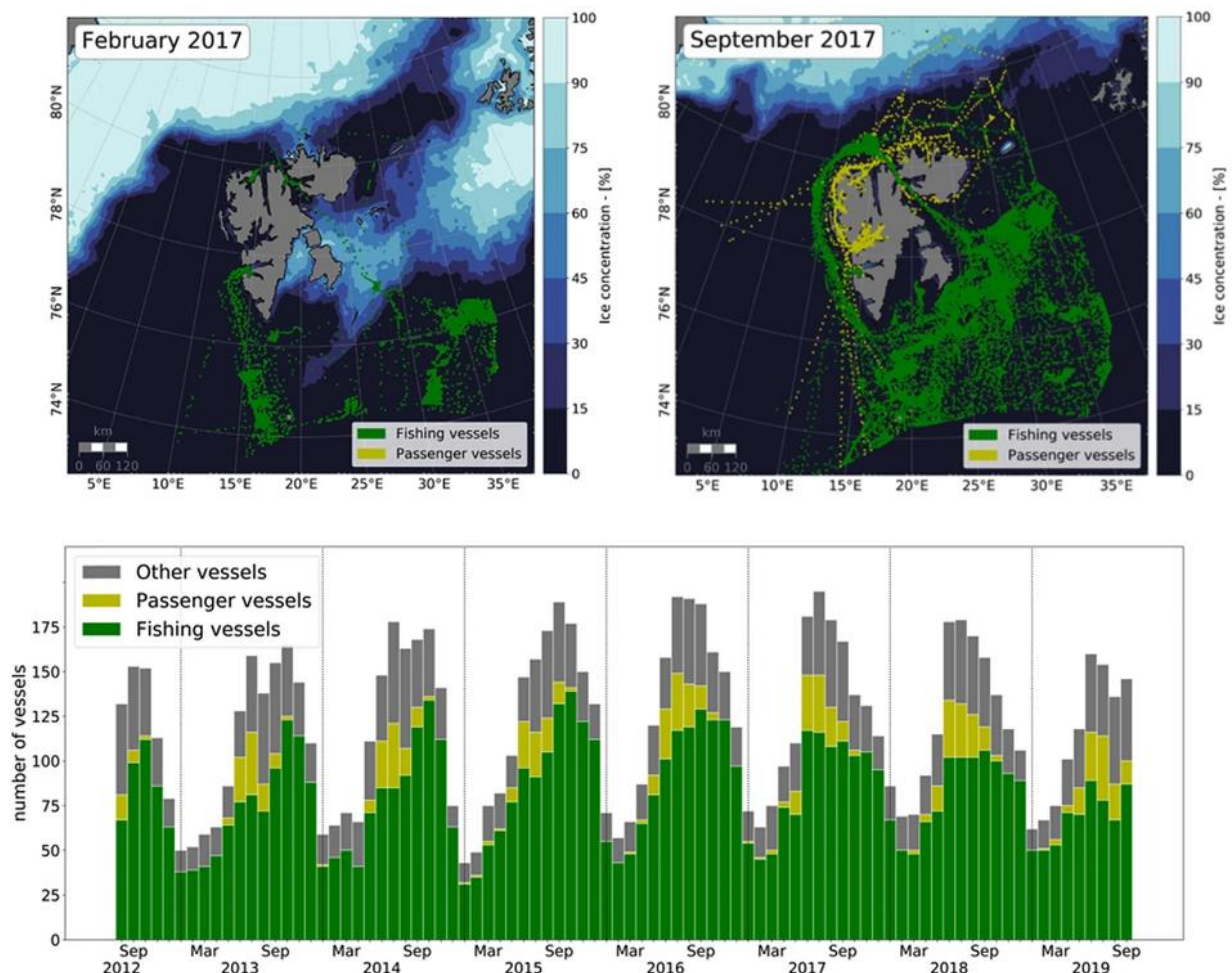 February 2017
80°N
78°N
76°N
74°N
km
0 60 120
Fishing vessels
Passenger vessels
5°E 10°E 15°E 20°E 25°E 30°E 35°E
100
90
75
60
45
30
15
0
Ice concentration - [%]
September 2017
80°N
78°N
76°N
74°N
km
0 60 120
Fishing vessels
Passenger vessels
5°E 10°E 15°E 20°E 25°E 30°E 35°E
100
90
75
60
45
30
15
0
Ice concentration - [%]
Other vessels
Passenger vessels
Fishing vessels
number of vessels
175
150
125
100
75
50
25
0
Sep Mar Sep Mar Sep Mar Sep Mar Sep Mar Sep Mar Sep Mar Sep
2012 2013 2014 2015 2016 2017 2018 2019